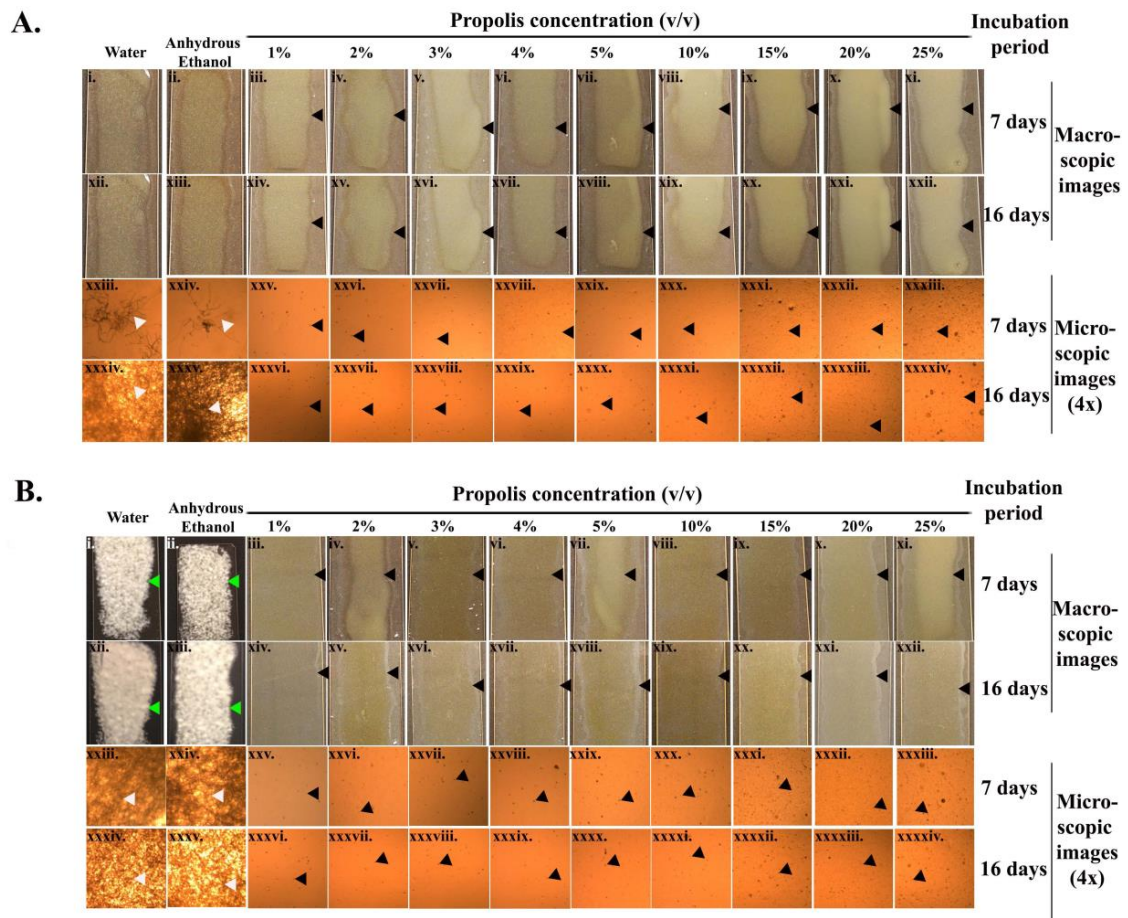 A.
Propolis concentration (v/v)
Incubation period
Water
Anhydrous Ethanol
1% 2% 3% 4% 5% 10% 15% 20% 25%
i. ii. iii. iv. v. vi. vii. viii. ix. x. xi.
7 days
Macro-scopic images
xii. xiii. xiv. xv. xvi. xvii. xviii. xix. xx. xxi. xxii.
16 days
xxiii. xxiv. xxv. xxvi. xxvii. xxviii. xxix. xxx. xxxi. xxxii. xxxiii.
7 days
Micro-scopic images (4x)
xxxiv. xxxv. xxxvi. xxxvii. xxxviii. xxxix. xxxx. xxxxi. xxxxii. xxxxiii. xxxxiv.
16 days
B.
Propolis concentration (v/v)
Incubation period
Water
Anhydrous Ethanol
1% 2% 3% 4% 5% 10% 15% 20% 25%
i. ii. iii. iv. v. vi. vii. viii. ix. x. xi.
7 days
Macro-scopic images
xii. xiii. xiv. xv. xvi. xvii. xviii. xix. xx. xxi. xxii.
16 days
xxiii. xxiv. xxv. xxvi. xxvii. xxviii. xxix. xxx. xxxi. xxxii. xxxiii.
7 days
Micro-scopic images (4x)
xxxiv. xxxv. xxxvi. xxxvii. xxxviii. xxxix. xxxx. xxxxi. xxxxii. xxxxiii. xxxxiv.
16 days